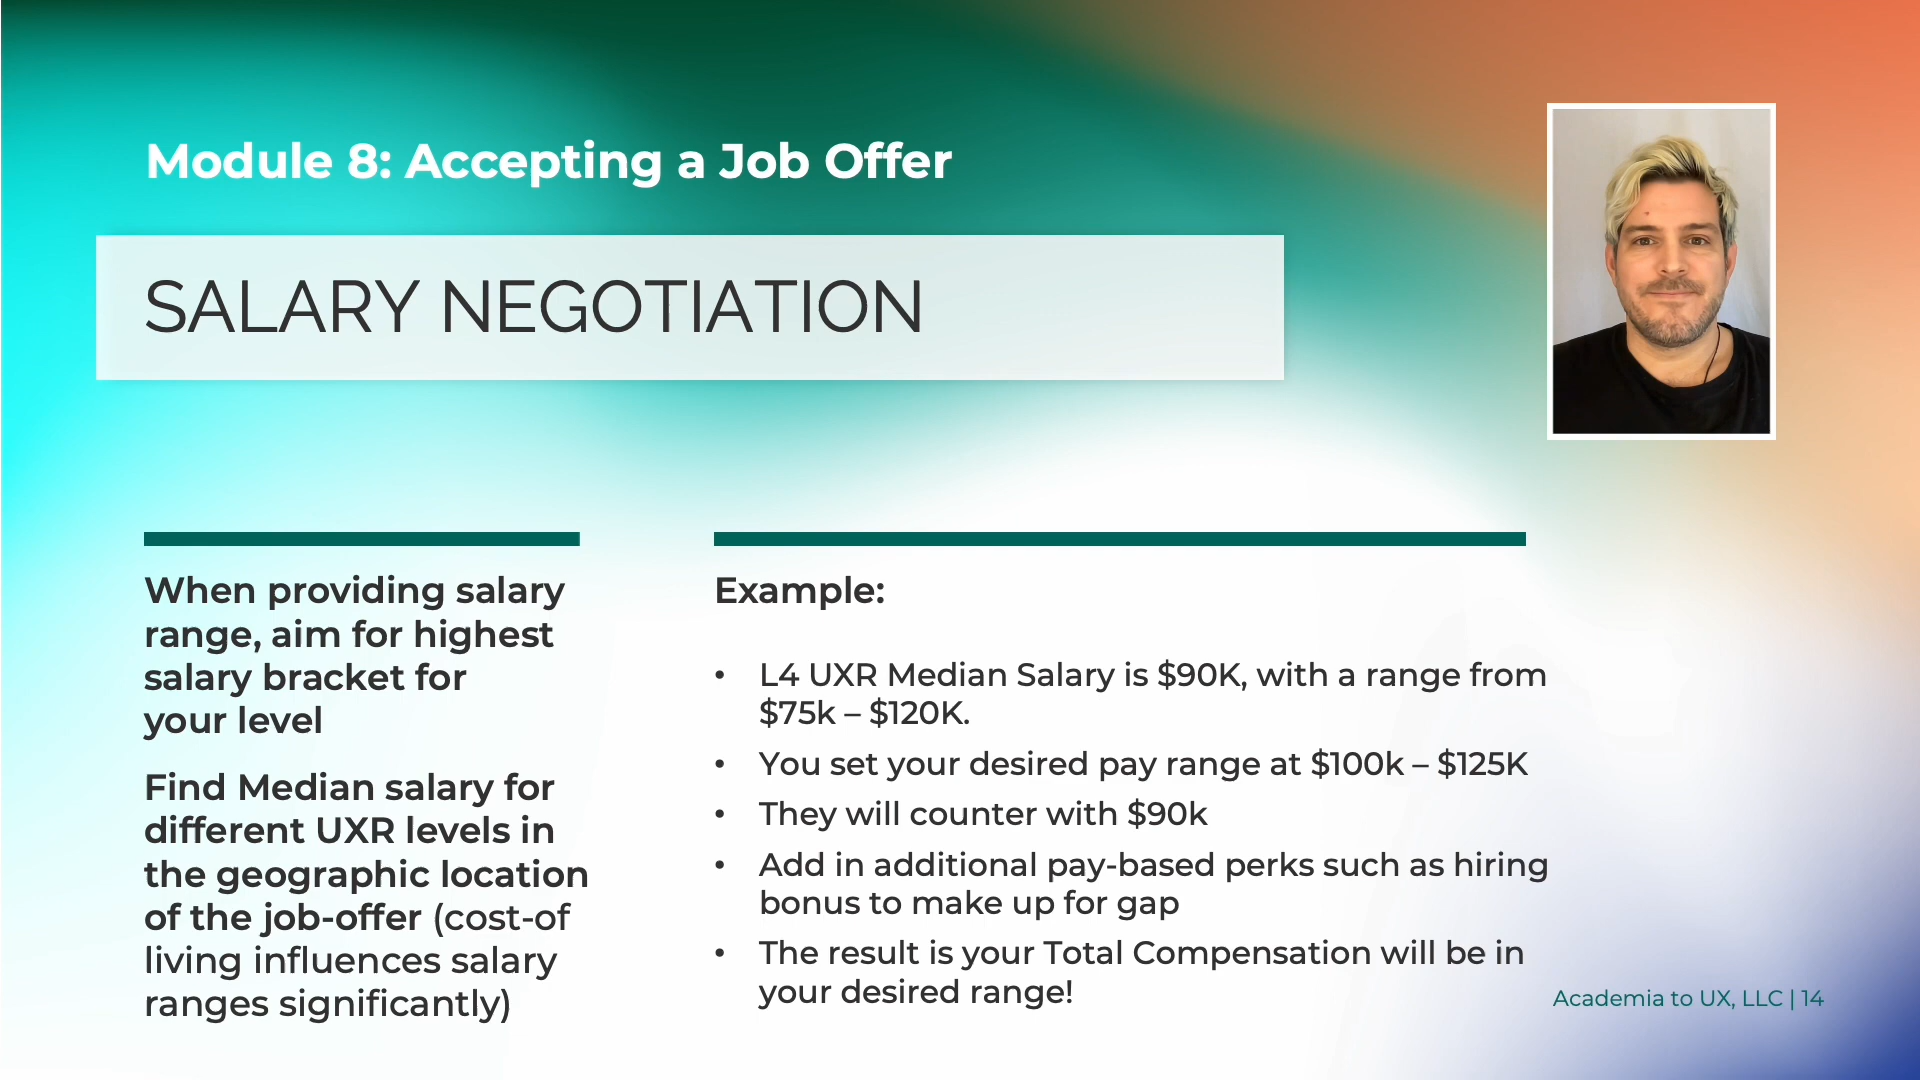 Module 8: Accepting a Job Offer
SALARY NEGOTIATION
When providing salary
range, aim for highest
salary bracket for
your level
Find Median salary for
different UXR levels in
the geographic location
of the job-offer (cost-of
living influences salary
ranges significantly)
Example:
• L4 UXR Median Salary is $90K, with a range from
$75k – $120K.
• You set your desired pay range at $100k – $125K
• They will counter with $90k
• Add in additional pay-based perks such as hiring
bonus to make up for gap
• The result is your Total Compensation will be in
your desired range!
Academia to UX, LLC | 14